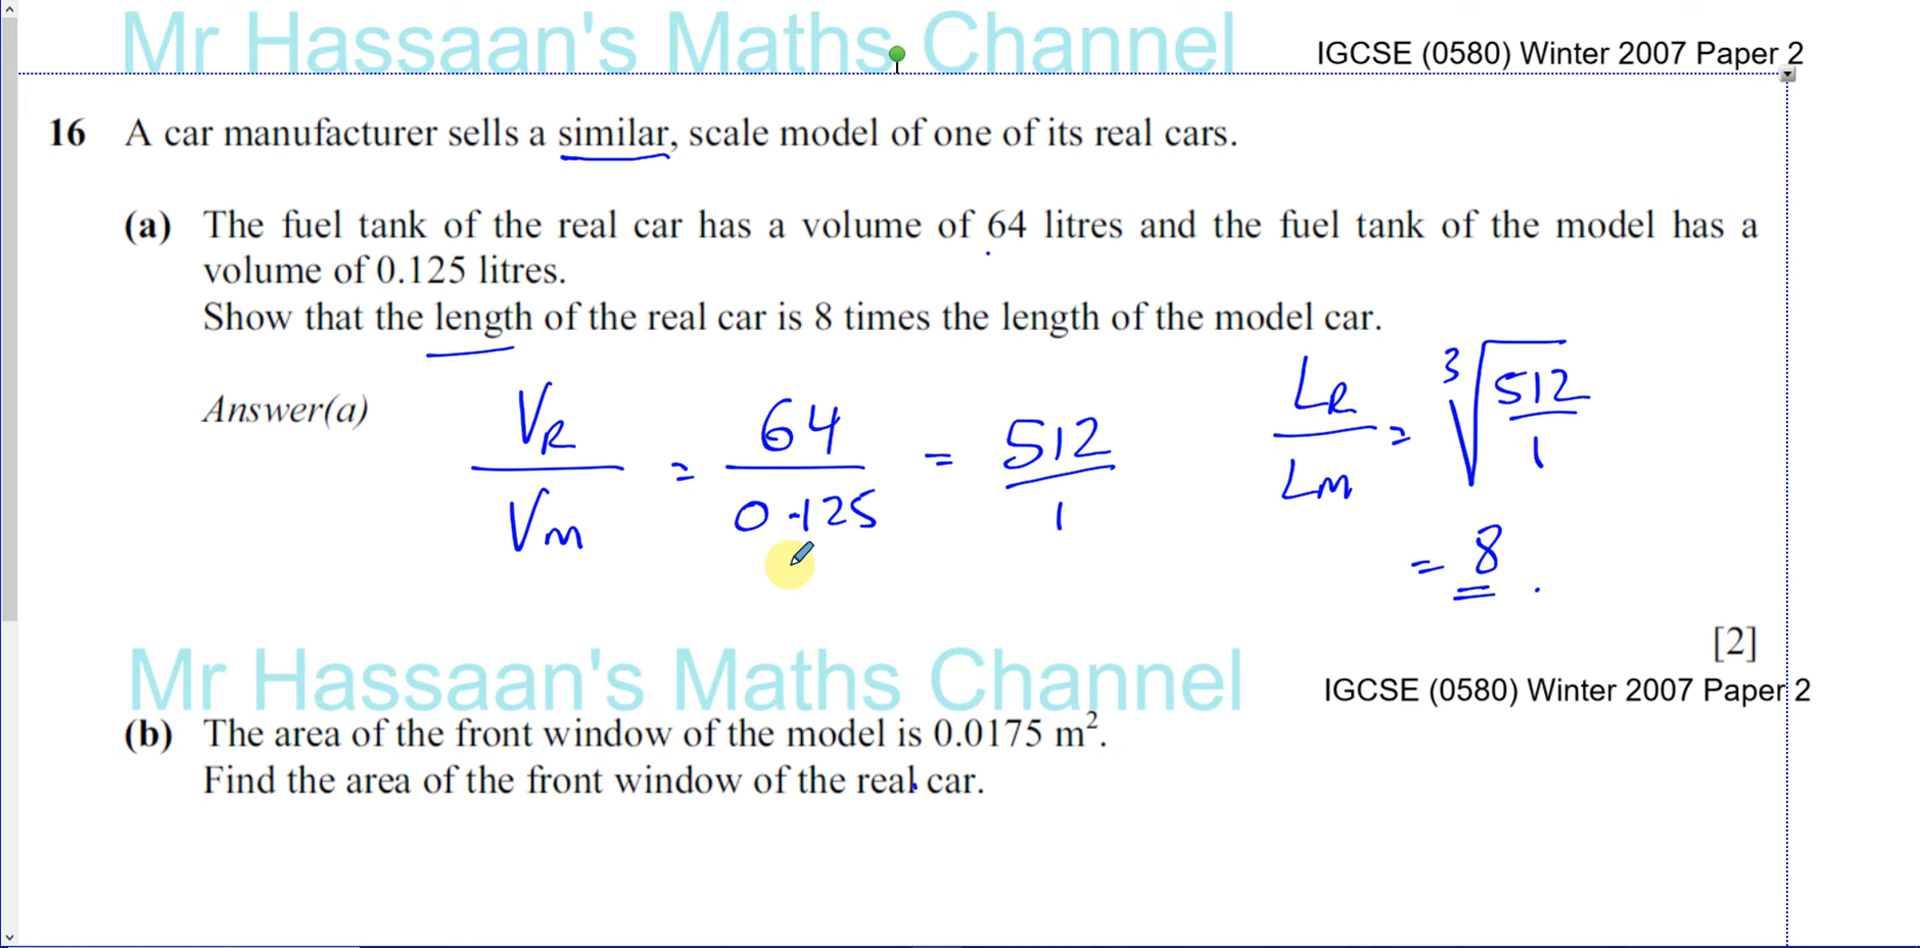 Mr Hassaan's Maths Channel
IGCSE (0580) Winter 2007 Paper 2
16 A car manufacturer sells a similar, scale model of one of its real cars.
(a) The fuel tank of the real car has a volume of 64 litres and the fuel tank of the model has a
volume of 0.125 litres.
Show that the length of the real car is 8 times the length of the model car.
Answer(a)
VR/VM = 64/0.125 = 512/1
LR/LM = ∛512/1
= 8.
[2]
Mr Hassaan's Maths Channel
IGCSE (0580) Winter 2007 Paper 2
(b) The area of the front window of the model is 0.0175 m².
Find the area of the front window of the real car.